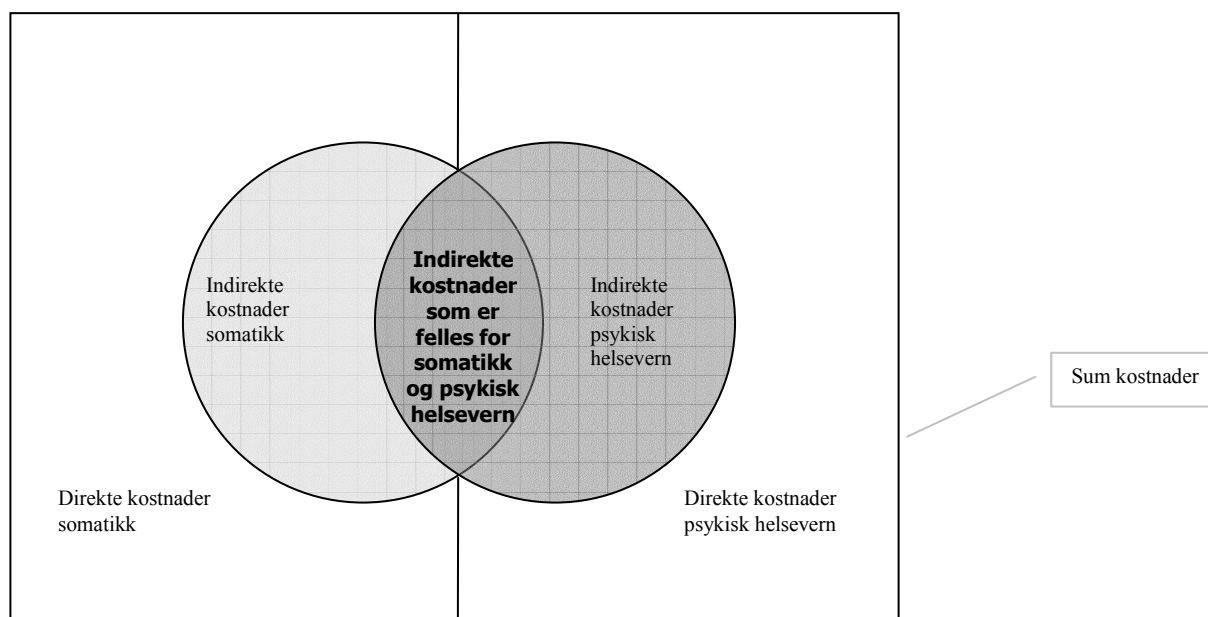 Indirekte
kostnader
somatikk
Indirekte
kostnader
som er
felles for
somatikk
og psykisk
helsevern
Indirekte
kostnader
psykisk
helsevern
Sum kostnader
Direkte kostnader
somatikk
Direkte kostnader
psykisk helsevern